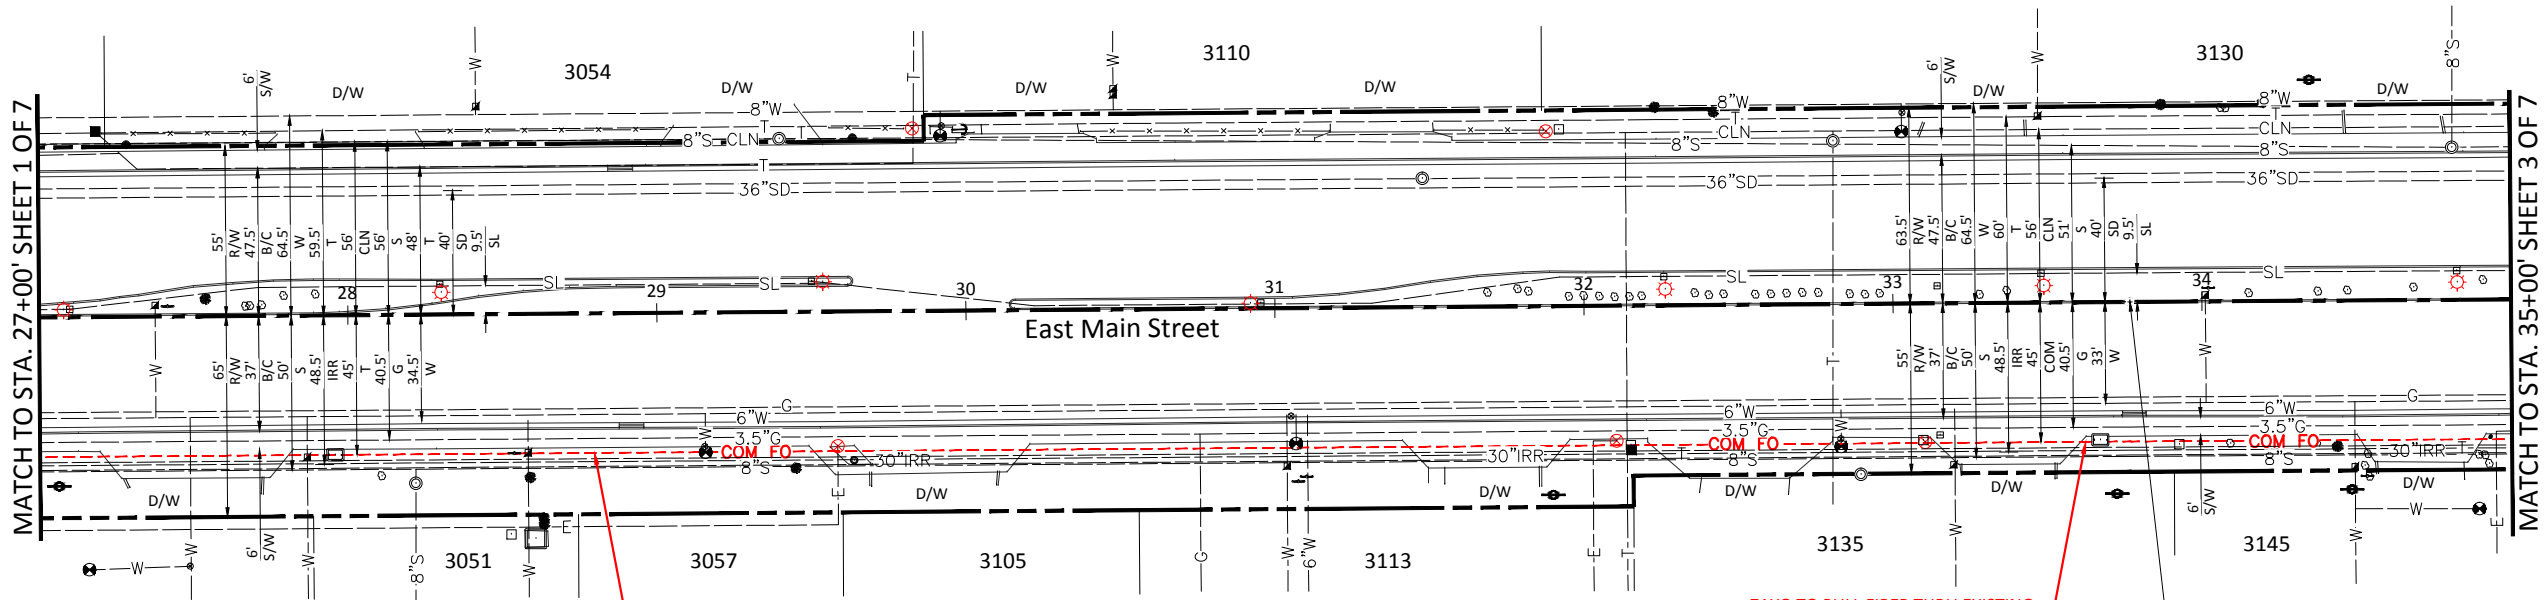 MATCH TO STA. 27+00' SHEET 1 OF 7
3054
3110
3130
6' S/W
W
D/W
D/W
T
D/W
W
D/W
6' S/W
D/W
W
D/W
8"S
8"W
T
T
8"S
CLN
T
36"SD
8"W
T
CLN
8"S
36"SD
8"W
T
CLN
8"S
36"SD
55' R/W
47.5' B/C
64.5' W
59.5' T
56' CLN
56' S
48' T
40' SD
9.5' SL
63.5' R/W
47.5' B/C
64.5' W
60' T
56' CLN
51' S
40' SD
9.5' SL
SL
SL
SL
SL
28
29
30
31
32
33
34
East Main Street
65' R/W
37' B/C
50' S
48.5' IRR
45' T
40.5' G
34.5' W
55' R/W
37' B/C
50' S
48.5' IRR
45' COM
40.5' G
33' W
W
T
W
G
6"W
3.5"G
COM FO
8"S
30"IRR
W
30"IRR
T
6"W
3.5"G
COM FO
8"S
G
6"W
3.5"G
COM FO
8"S
30"IRR
T
D/W
D/W
D/W
D/W
D/W
D/W
E
E
W
6' S/W
W
8"S
W
G
W
6"W
E
T
W
6' S/W
W
W
E
W
3051
3057
3105
3113
3135
3145
MATCH TO STA. 35+00' SHEET 3 OF 7